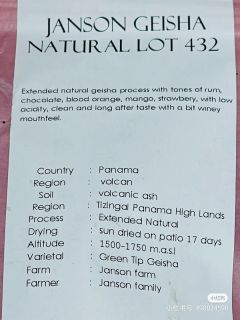 JANSON GEISHA
NATURAL LOT 432
Extended natural geisha process with tones of rum,
chocolate, blood orange, mango, strawbery, with low
acidity, clean and long after taste with a bit winey
mouthfeel.
Country : Panama
Region : volcan
Soil : volcanic ash
Region : Tizingal Panama High Lands
Process : Extended Natural
Drying : sun dried on patio 17 days
Altitude : 1500-1750 m.a.s.l
Varietal : Green Tip Geisha
Farm : Janson farm
Farmer : Janson family
小红书